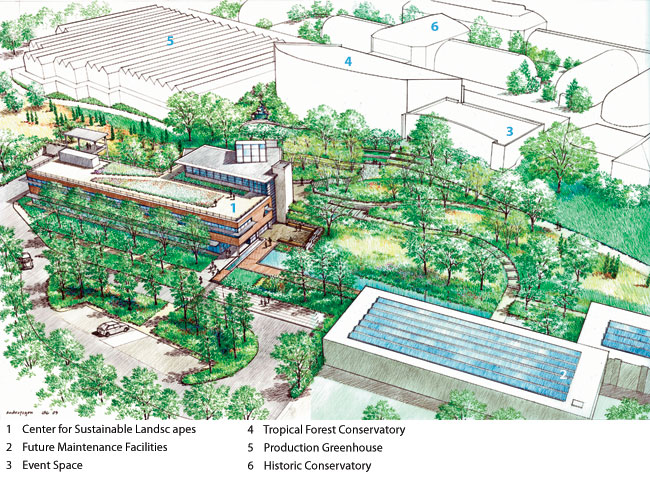 5
6
4
3
1
2
1 Center for Sustainable Landsc apes
2 Future Maintenance Facilities
3 Event Space
4 Tropical Forest Conservatory
5 Production Greenhouse
6 Historic Conservatory